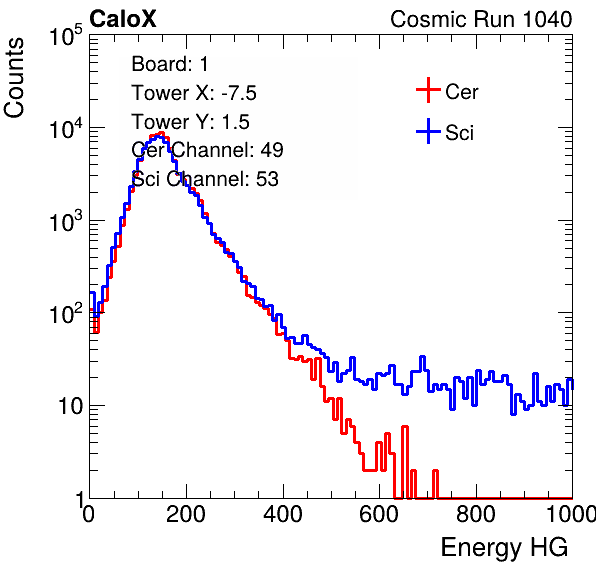 CaloX Cosmic Run 1040
Board: 1
Tower X: -7.5
Tower Y: 1.5
Cer Channel: 49
Sci Channel: 53
Cer
Sci
Counts
10^5
10^4
10^3
10^2
10
1
0 200 400 600 800 1000
Energy HG